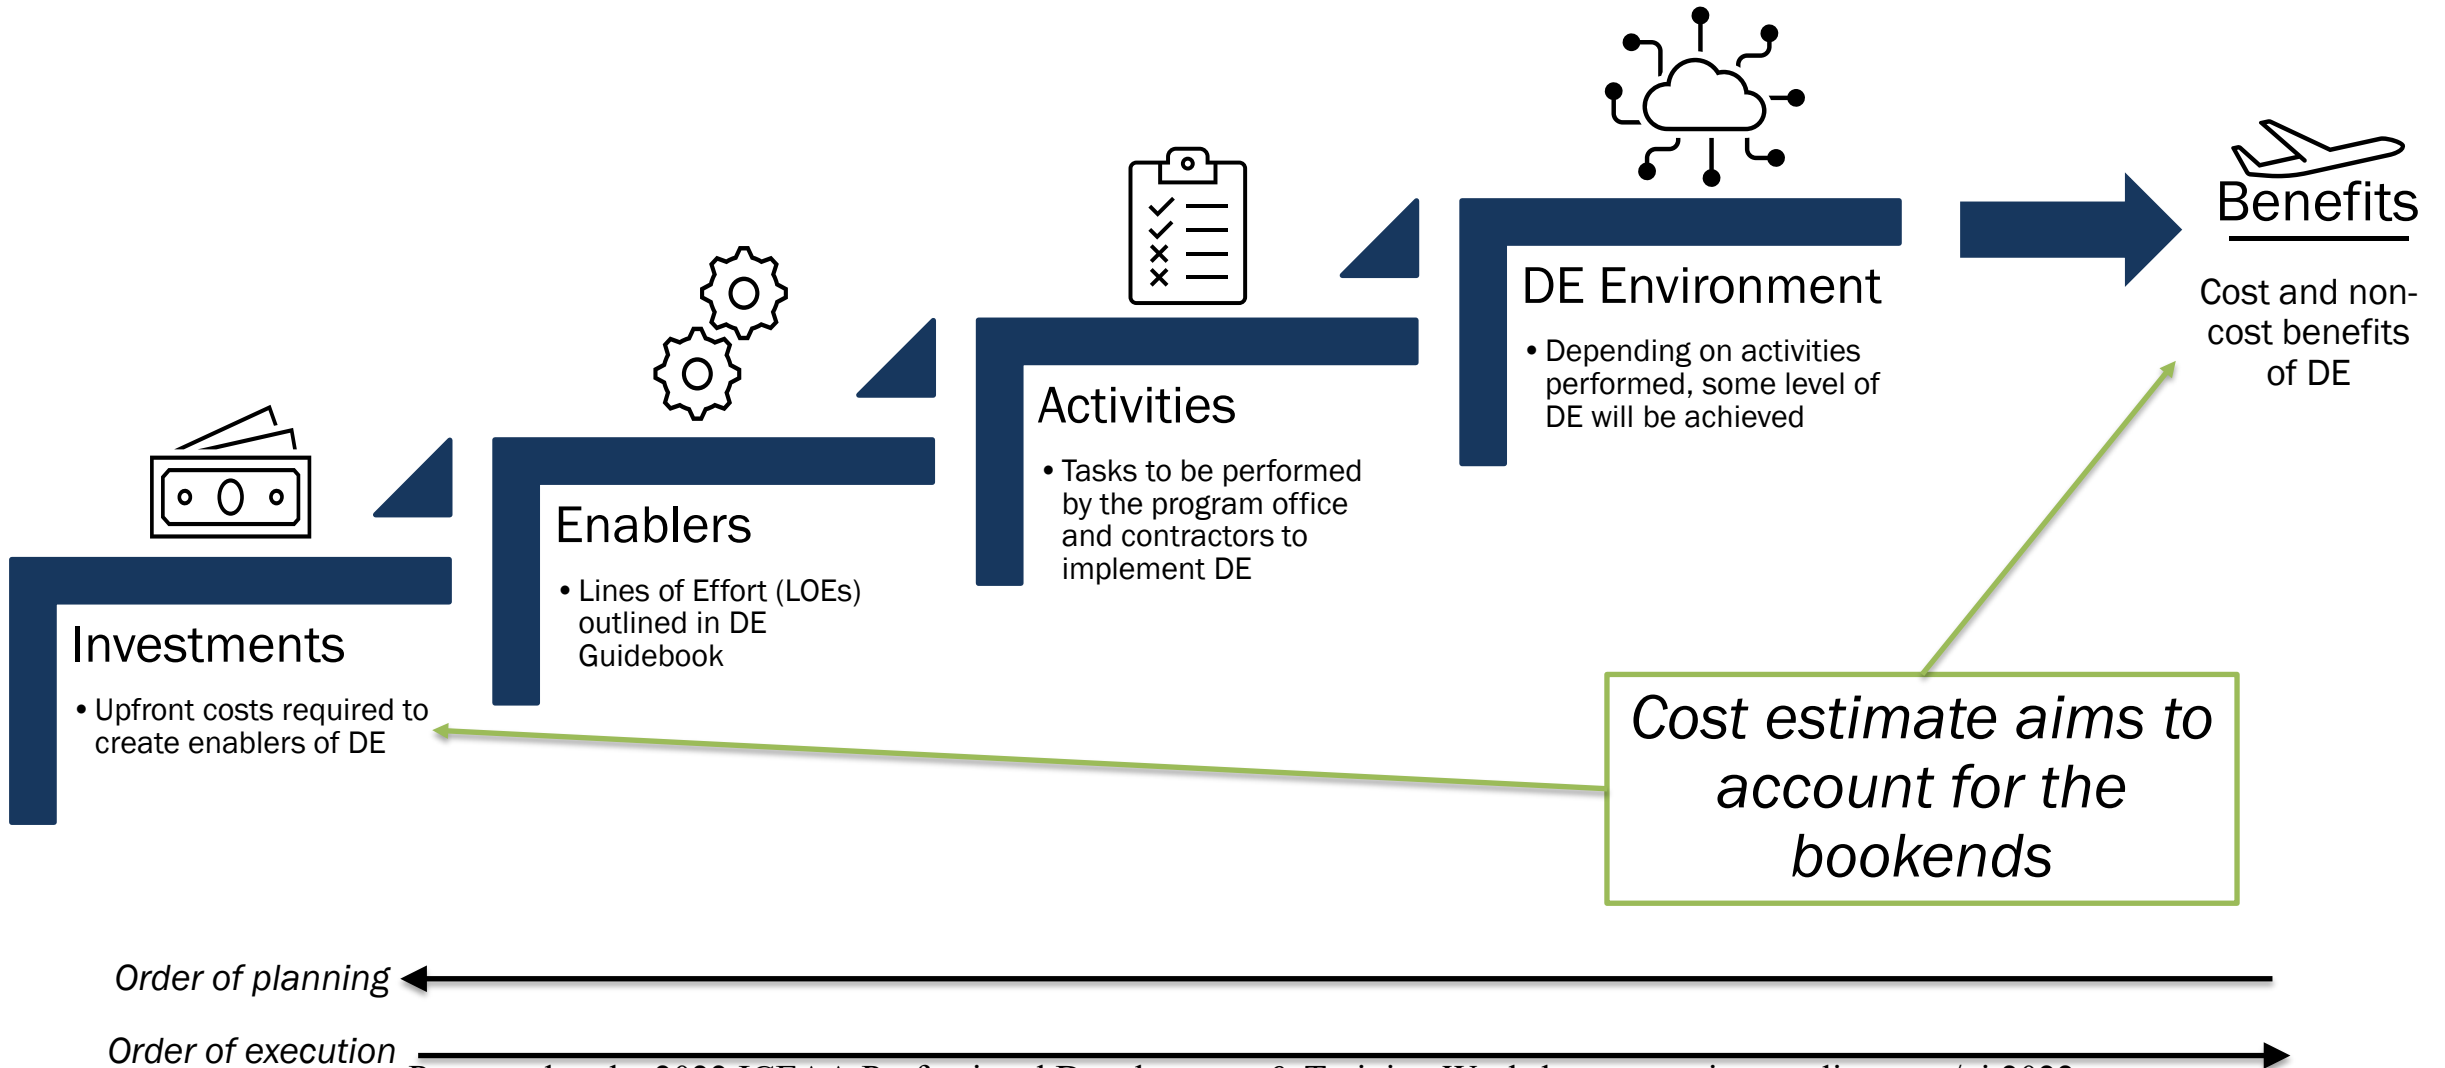 Investments
• Upfront costs required to
create enablers of DE
Enablers
• Lines of Effort (LOEs)
outlined in DE
Guidebook
Activities
• Tasks to be performed
by the program office
and contractors to
implement DE
DE Environment
• Depending on activities
performed, some level of
DE will be achieved
Benefits
Cost and non-
cost benefits
of DE
Cost estimate aims to
account for the
bookends
Order of planning
Order of execution